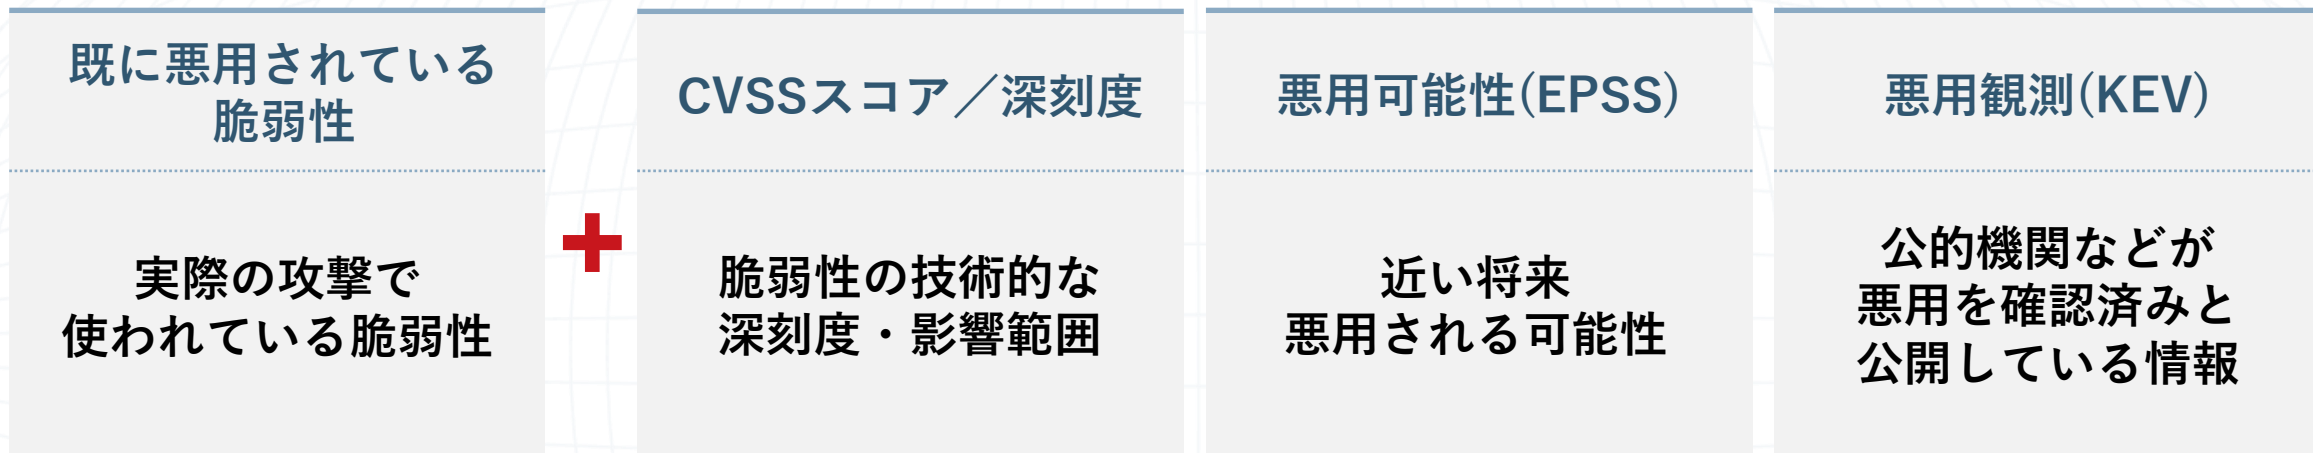 既に悪用されている
脆弱性
実際の攻撃で
使われている脆弱性
+
CVSSスコア／深刻度
脆弱性の技術的な
深刻度・影響範囲
悪用可能性(EPSS)
近い将来
悪用される可能性
悪用観測(KEV)
公的機関などが
悪用を確認済みと
公開している情報